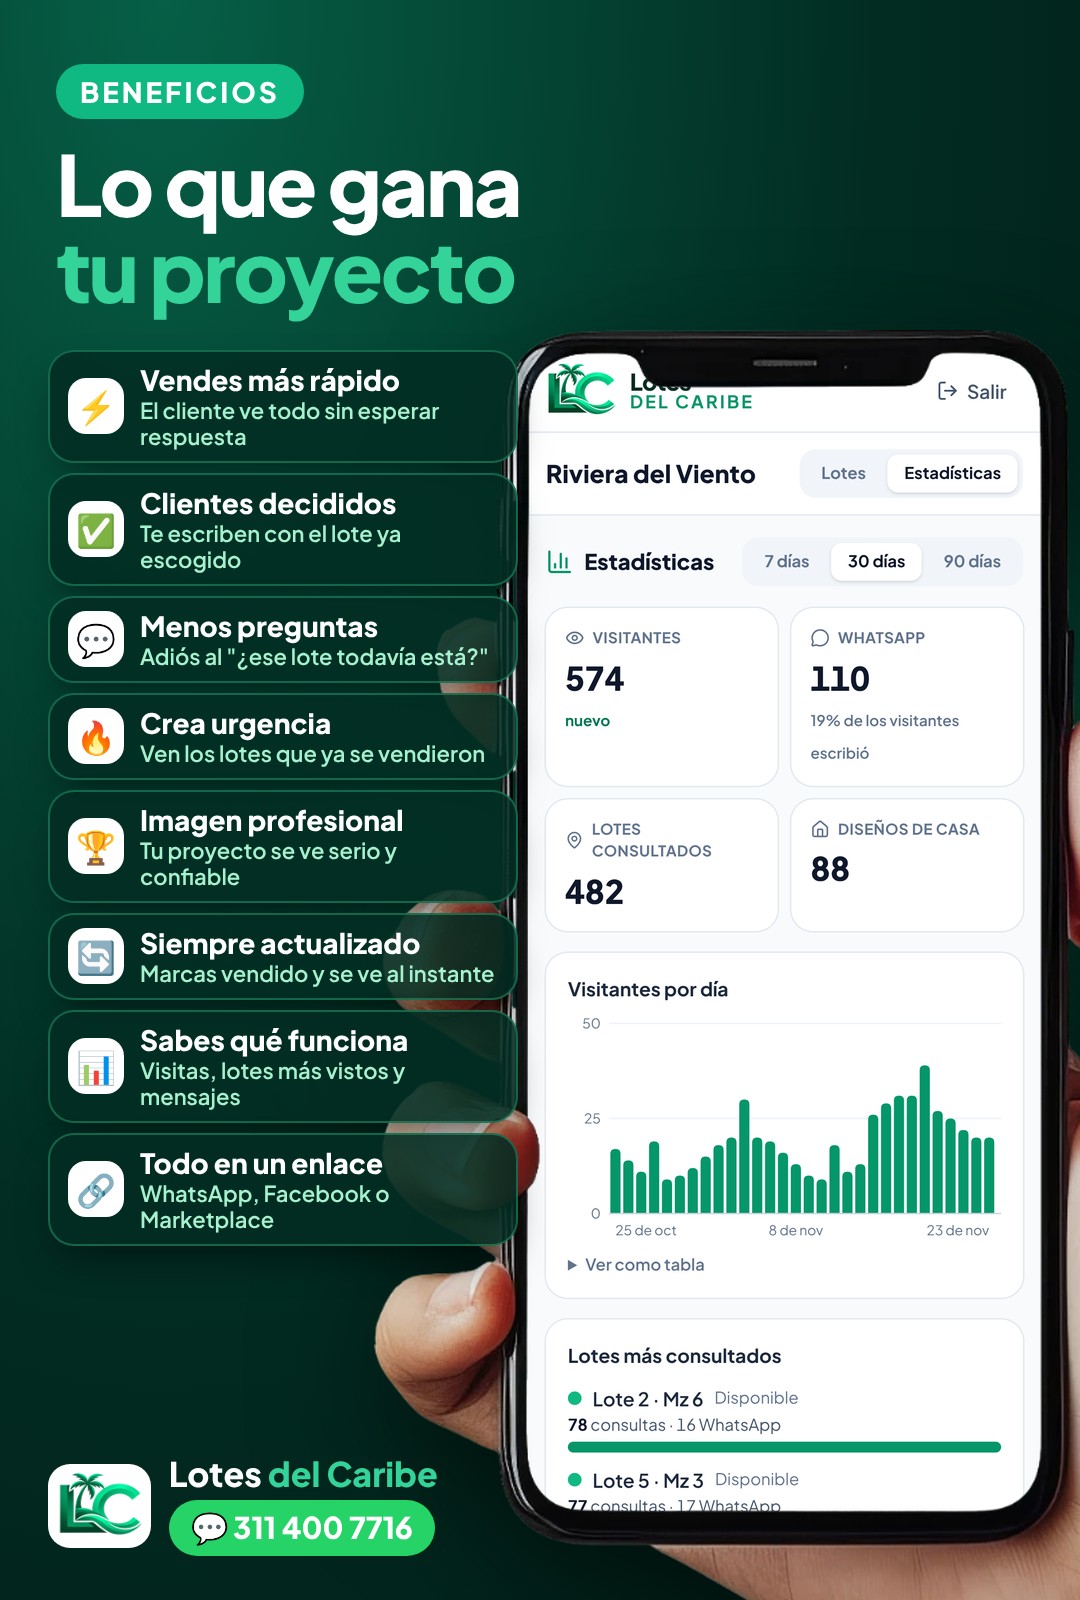 BENEFICIOS
Lo que gana
tu proyecto
Vendes más rápido
El cliente ve todo sin esperar
respuesta
Clientes decididos
Te escriben con el lote ya
escogido
Menos preguntas
Adiós al "¿ese lote todavía está?"
Crea urgencia
Ven los lotes que ya se vendieron
Imagen profesional
Tu proyecto se ve serio y
confiable
Siempre actualizado
Marcas vendido y se ve al instante
Sabes qué funciona
Visitas, lotes más vistos y
mensajes
Todo en un enlace
WhatsApp, Facebook o
Marketplace
LC
Lotes del Caribe
311 400 7716
LC
Lotes
DEL CARIBE
Salir
Riviera del Viento
Lotes
Estadísticas
Estadísticas
7 días
30 días
90 días
VISITANTES
574
nuevo
WHATSAPP
110
19% de los visitantes
escribió
LOTES
CONSULTADOS
482
DISEÑOS DE CASA
88
Visitantes por día
50
25
0
25 de oct
8 de nov
23 de nov
Ver como tabla
Lotes más consultados
Lote 2 · Mz 6 Disponible
78 consultas · 16 WhatsApp
Lote 5 · Mz 3 Disponible
77 consultas · 17 WhatsApp